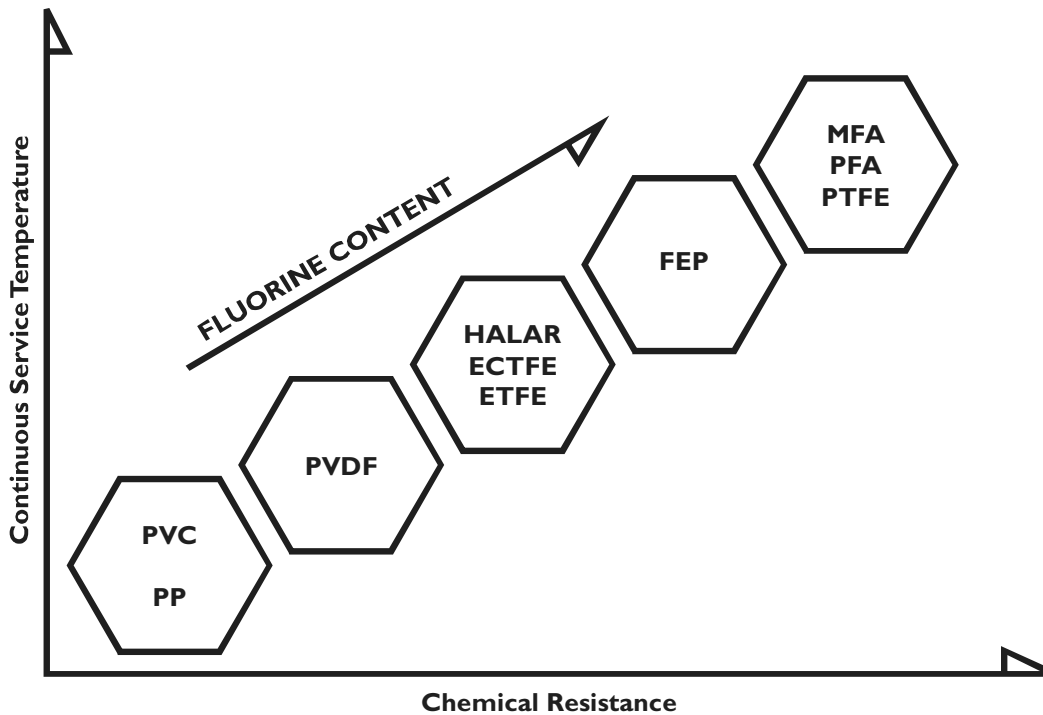 Continuous Service Temperature
FLUORINE CONTENT
MFA
PFA
PTFE
FEP
HALAR
ECTFE
ETFE
PVDF
PVC
PP
Chemical Resistance